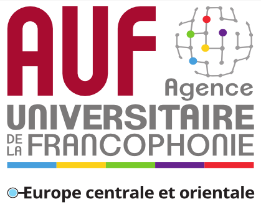 AUF
Agence
UNIVERSITAIRE
DE LA FRANCOPHONIE
Europe centrale et orientale